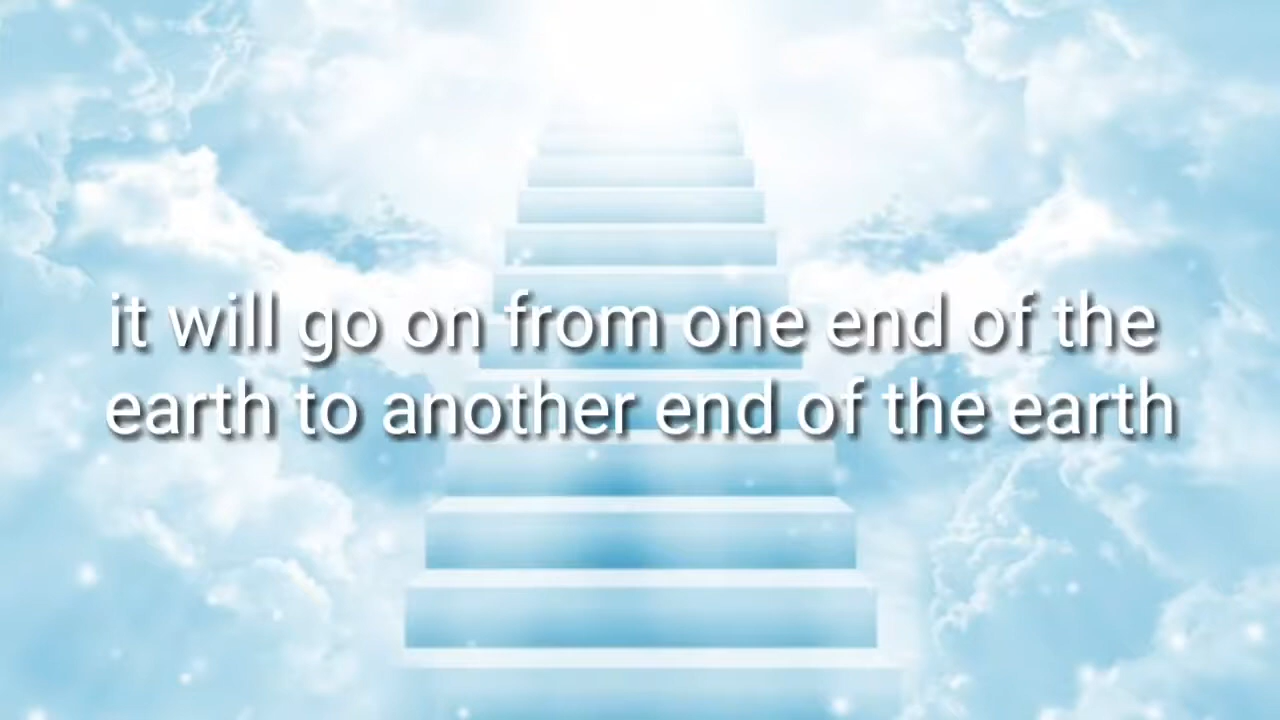 it will go on from one end of the
earth to another end of the earth